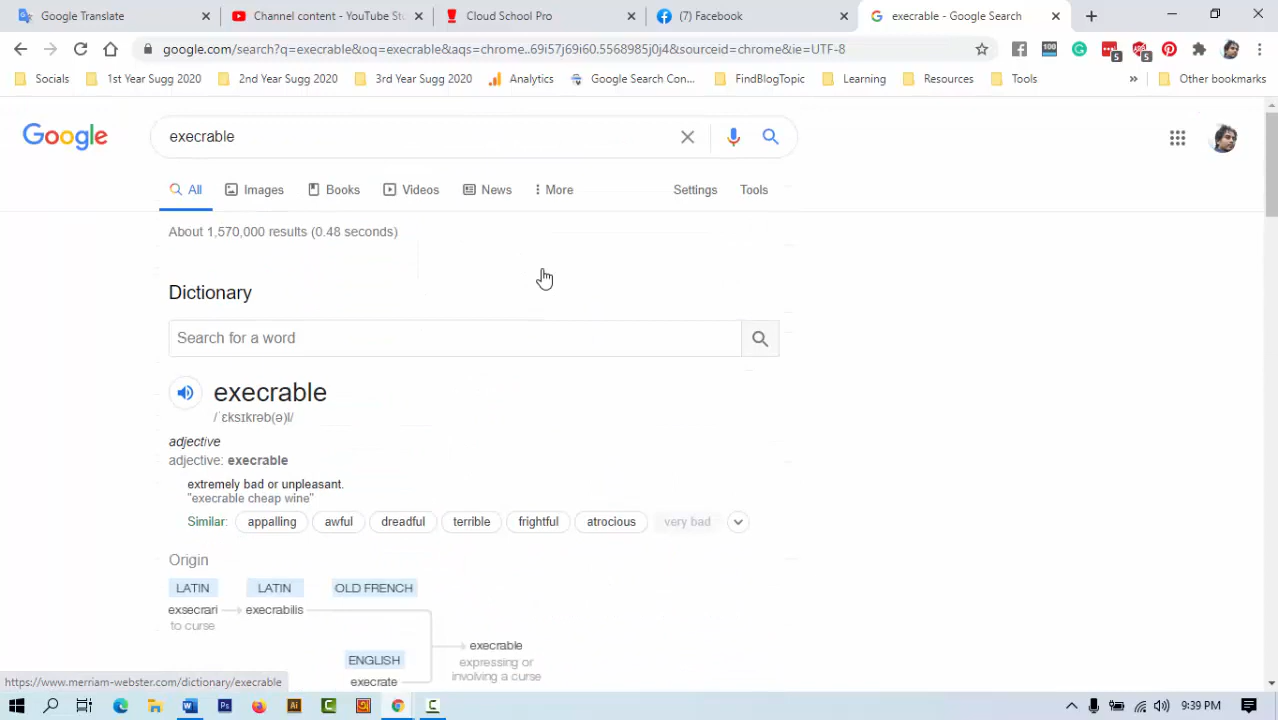 Google Translate
Channel content - YouTube St
Cloud School Pro
(7) Facebook
execrable - Google Search
google.com/search?q=execrable&oq=execrable&aqs=chrome..69i57j69i60.5568985j0j4&sourceid=chrome&ie=UTF-8
100
5
5
Socials
1st Year Sugg 2020
2nd Year Sugg 2020
3rd Year Sugg 2020
Analytics
Google Search Con...
FindBlogTopic
Learning
Resources
Tools
»
Other bookmarks
Google
execrable
All
Images
Books
Videos
News
More
Settings
Tools
About 1,570,000 results (0.48 seconds)
Dictionary
Search for a word
execrable
/ˈɛksɪkrəb(ə)l/
adjective
adjective: execrable
extremely bad or unpleasant.
"execrable cheap wine"
Similar: appalling awful dreadful terrible frightful atrocious very bad
Origin
LATIN LATIN OLD FRENCH
exsecrari execrabilis
to curse
execrable
ENGLISH expressing or
involving a curse
execrate
https://www.merriam-webster.com/dictionary/execrable
9:39 PM